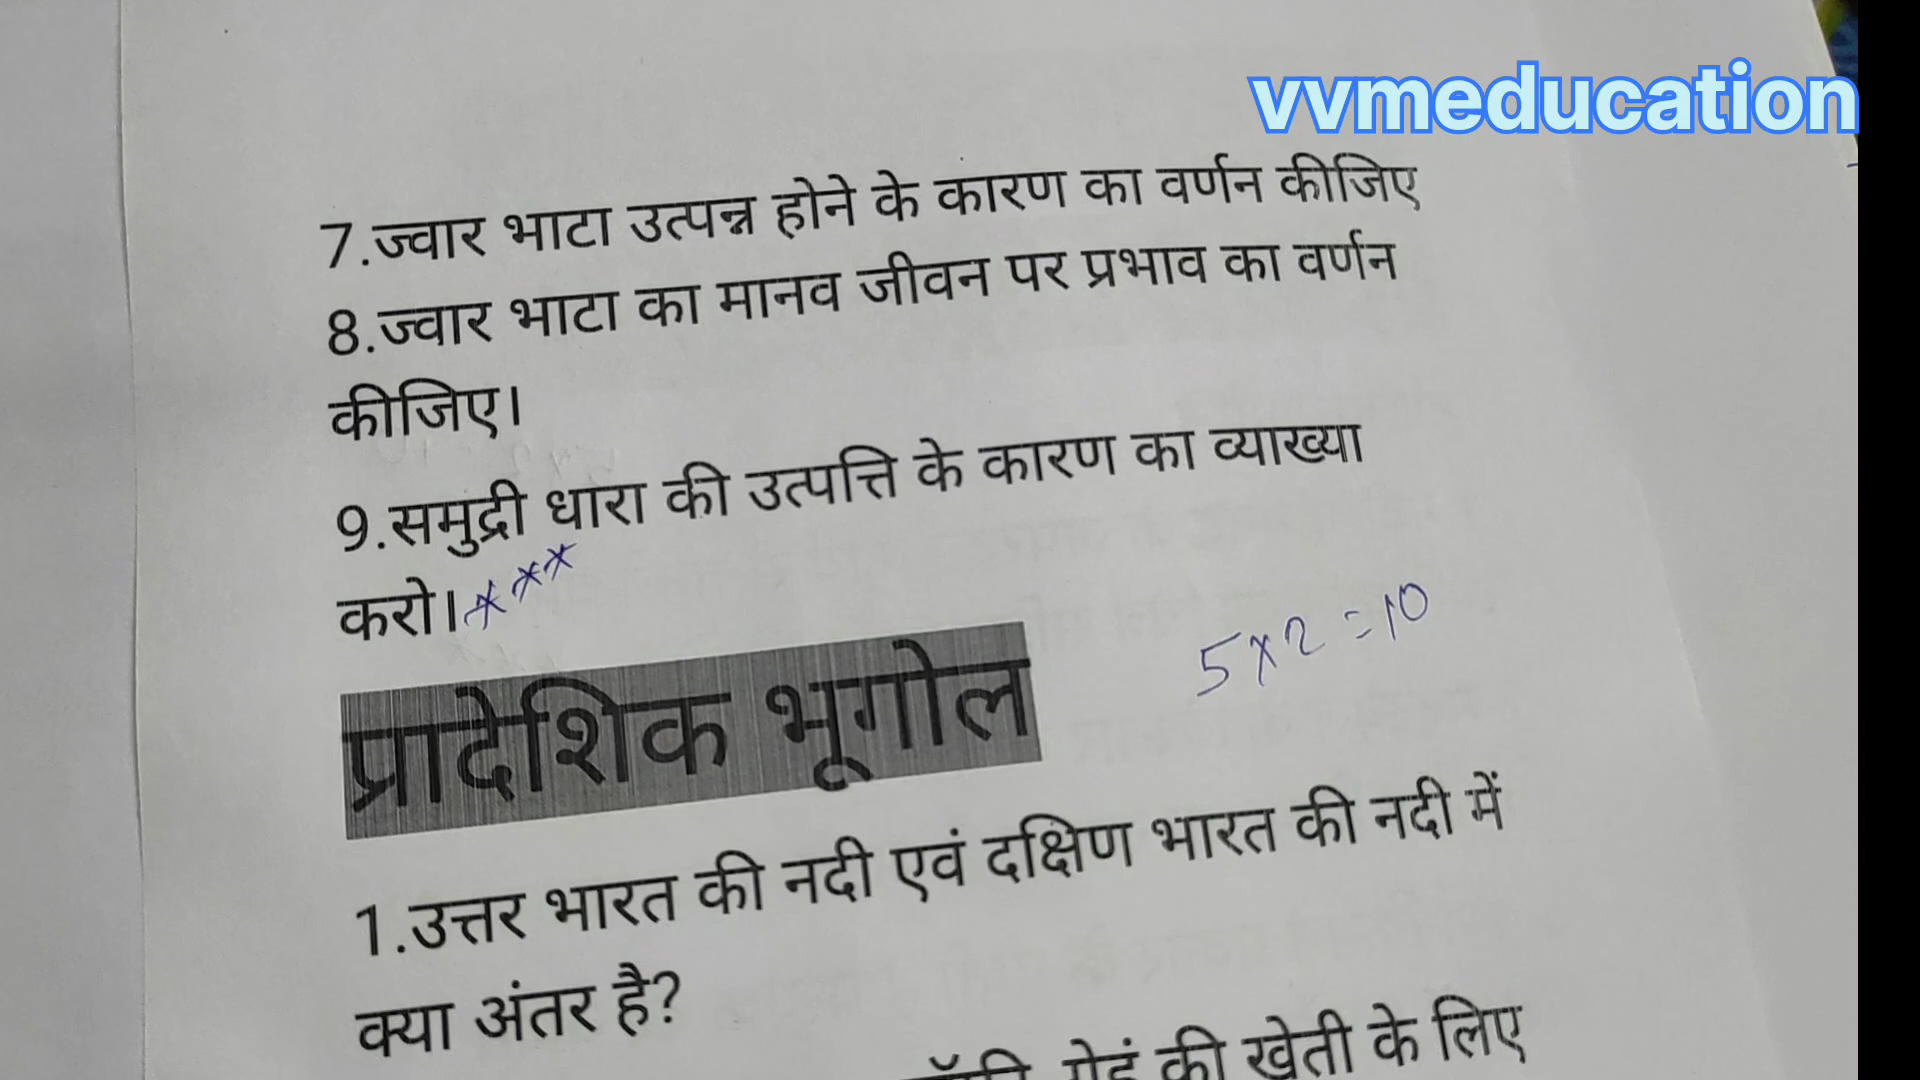 vvmeducation
7.ज्वार भाटा उत्पन्न होने के कारण का वर्णन कीजिए
8.ज्वार भाटा का मानव जीवन पर प्रभाव का वर्णन
कीजिए।
9.समुद्री धारा की उत्पत्ति के कारण का व्याख्या
करो।***
5x2=10
प्रादेशिक भूगोल
1.उत्तर भारत की नदी एवं दक्षिण भारत की नदी में
क्या अंतर है?
की खेती के लिए